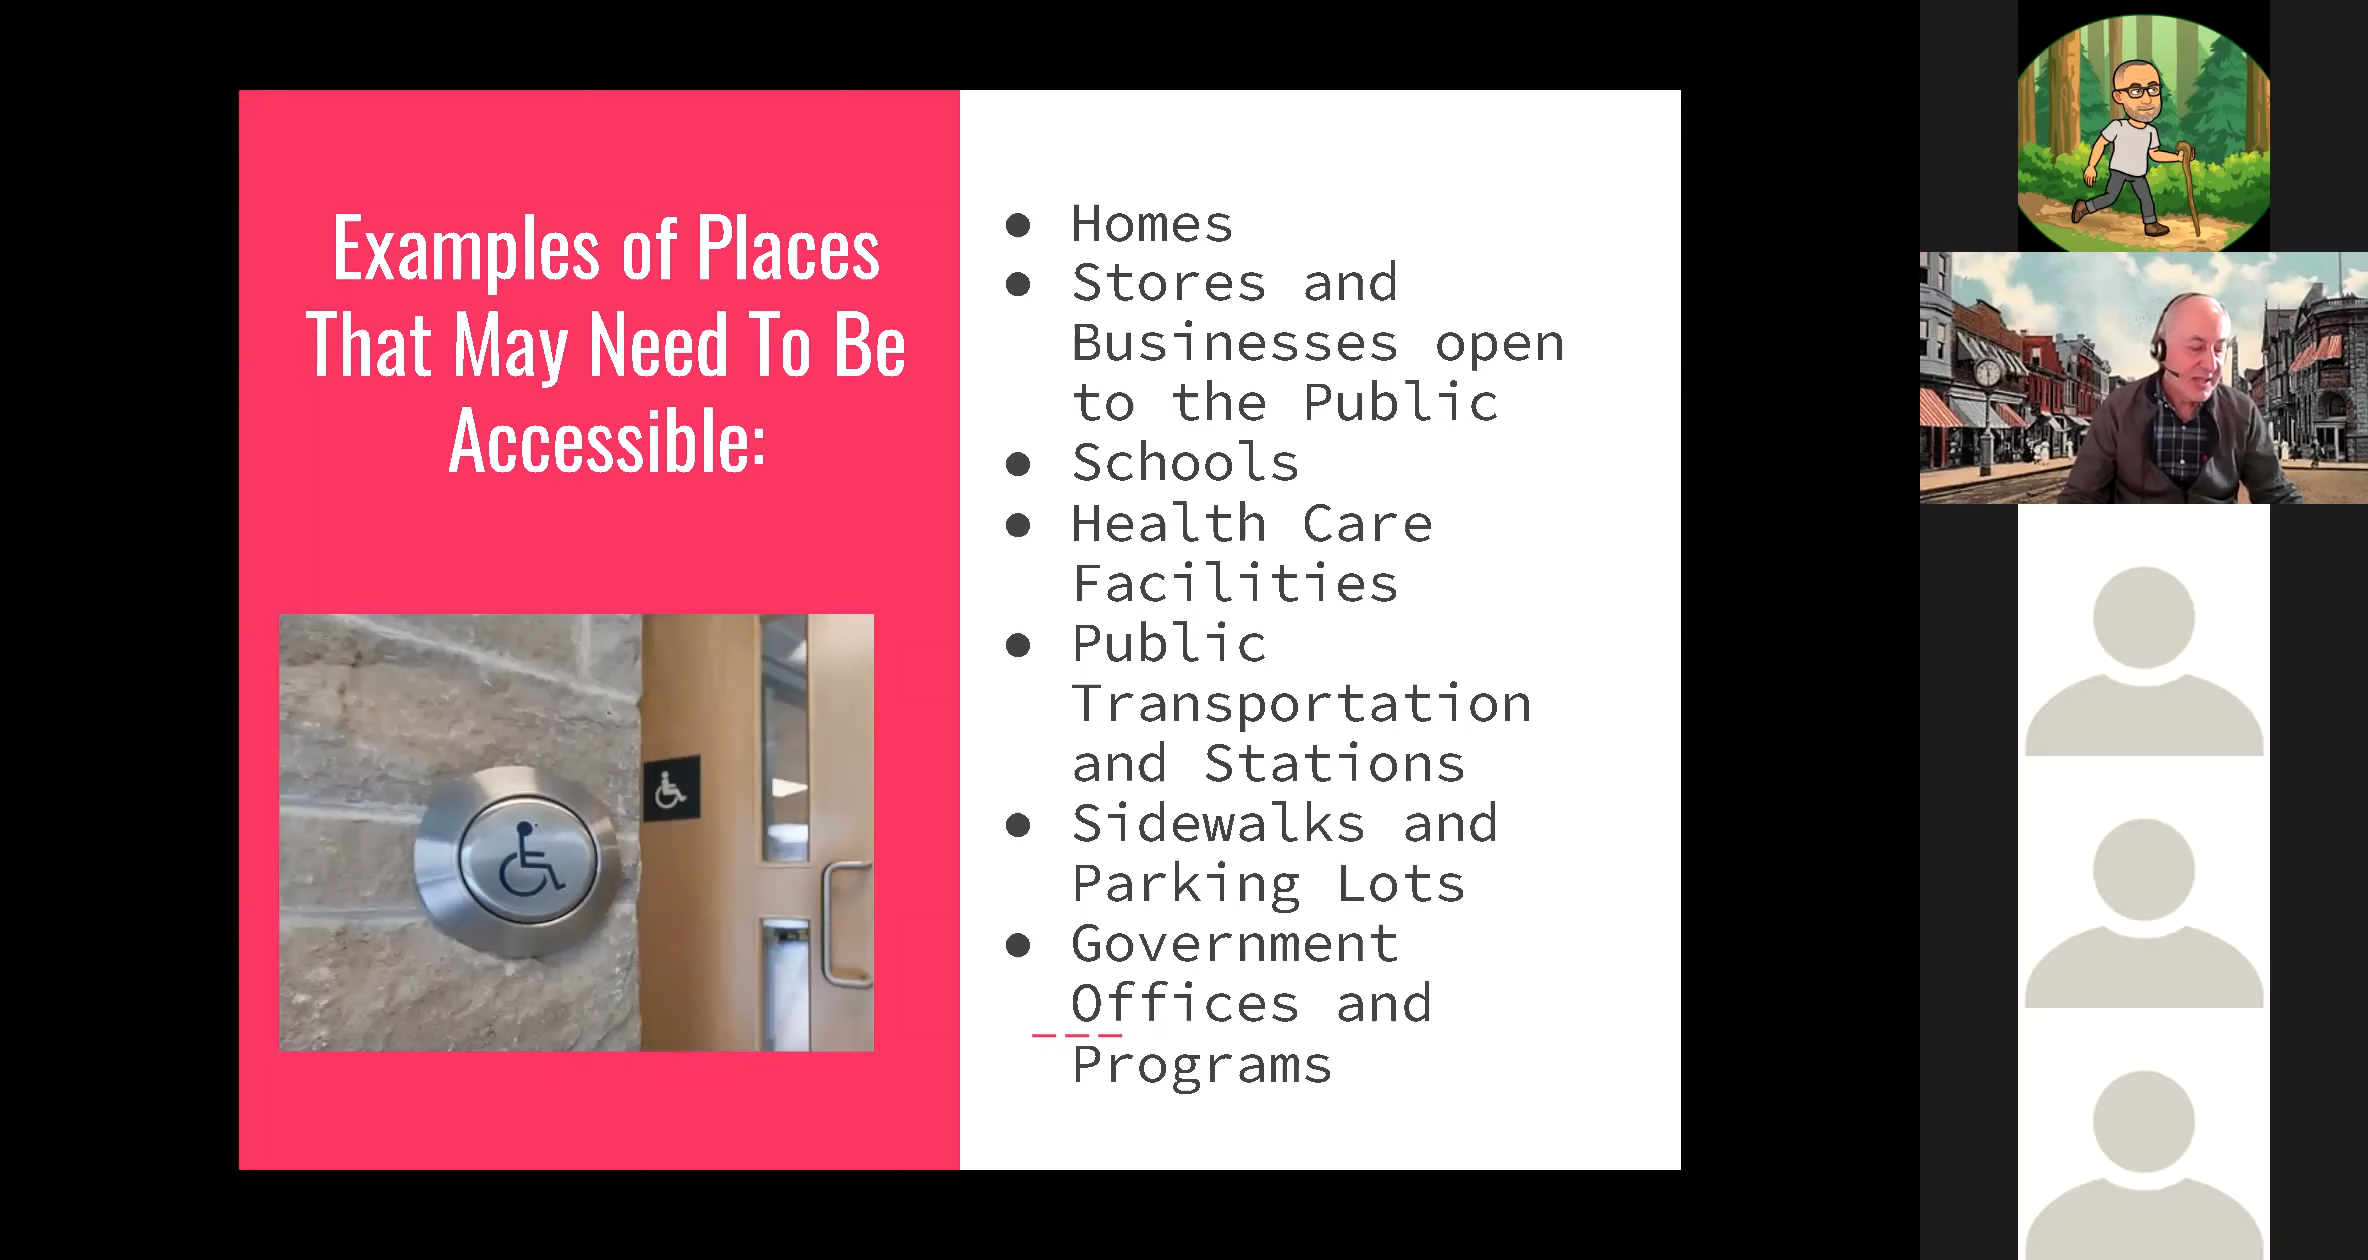 Examples of Places
That May Need To Be
Accessible:
● Homes
● Stores and
Businesses open
to the Public
● Schools
● Health Care
Facilities
● Public
Transportation
and Stations
● Sidewalks and
Parking Lots
● Government
Offices and
Programs